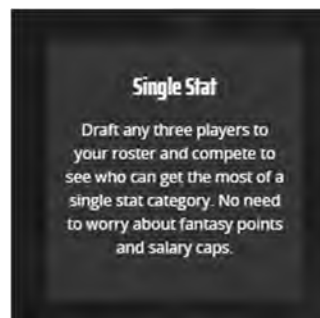 Single Stat
Draft any three players to
your roster and compete to
see who can get the most of a
single stat category. No need
to worry about fantasy points
and salary caps.